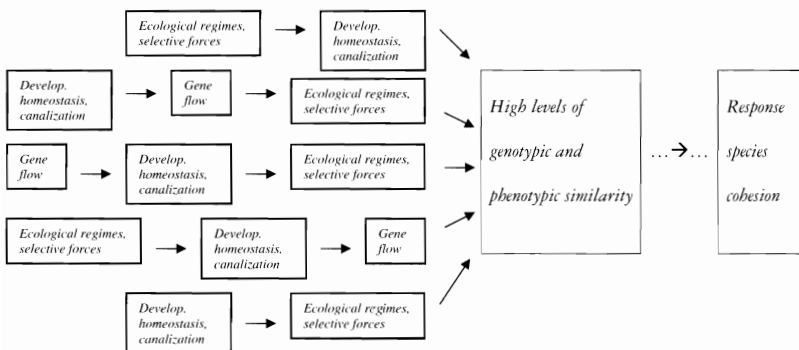 Ecological regimes,
selective forces
Develop.
homeostasis,
canalization
Develop.
homeostasis,
canalization
Gene
flow
Ecological regimes,
selective forces
Gene
flow
Develop.
homeostasis,
canalization
Ecological regimes,
selective forces
Ecological regimes,
selective forces
Develop.
homeostasis,
canalization
Gene
flow
Develop.
homeostasis,
canalization
Ecological regimes,
selective forces
High levels of
genotypic and
phenotypic similarity
...→...
Response
species
cohesion